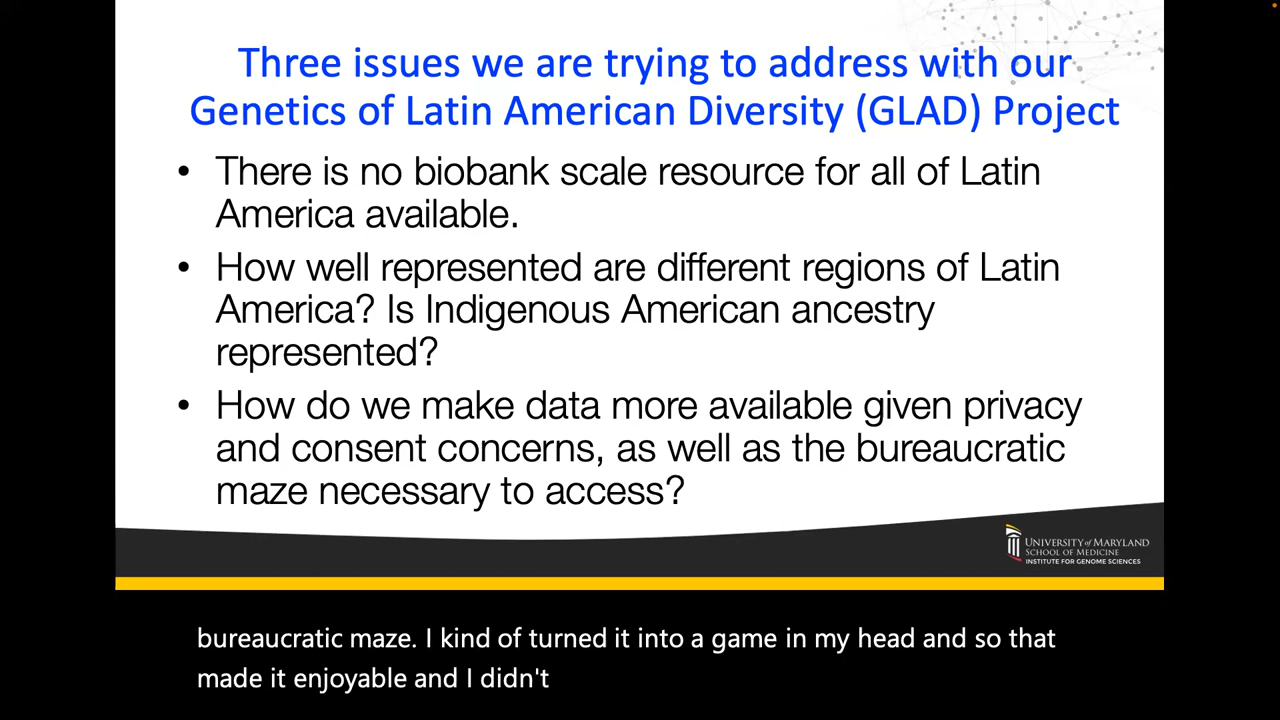 Three issues we are trying to address with our
Genetics of Latin American Diversity (GLAD) Project
• There is no biobank scale resource for all of Latin
America available.
• How well represented are different regions of Latin
America? Is Indigenous American ancestry
represented?
• How do we make data more available given privacy
and consent concerns, as well as the bureaucratic
maze necessary to access?
UNIVERSITY of MARYLAND
SCHOOL OF MEDICINE
INSTITUTE FOR GENOME SCIENCES
bureaucratic maze. I kind of turned it into a game in my head and so that
made it enjoyable and I didn't